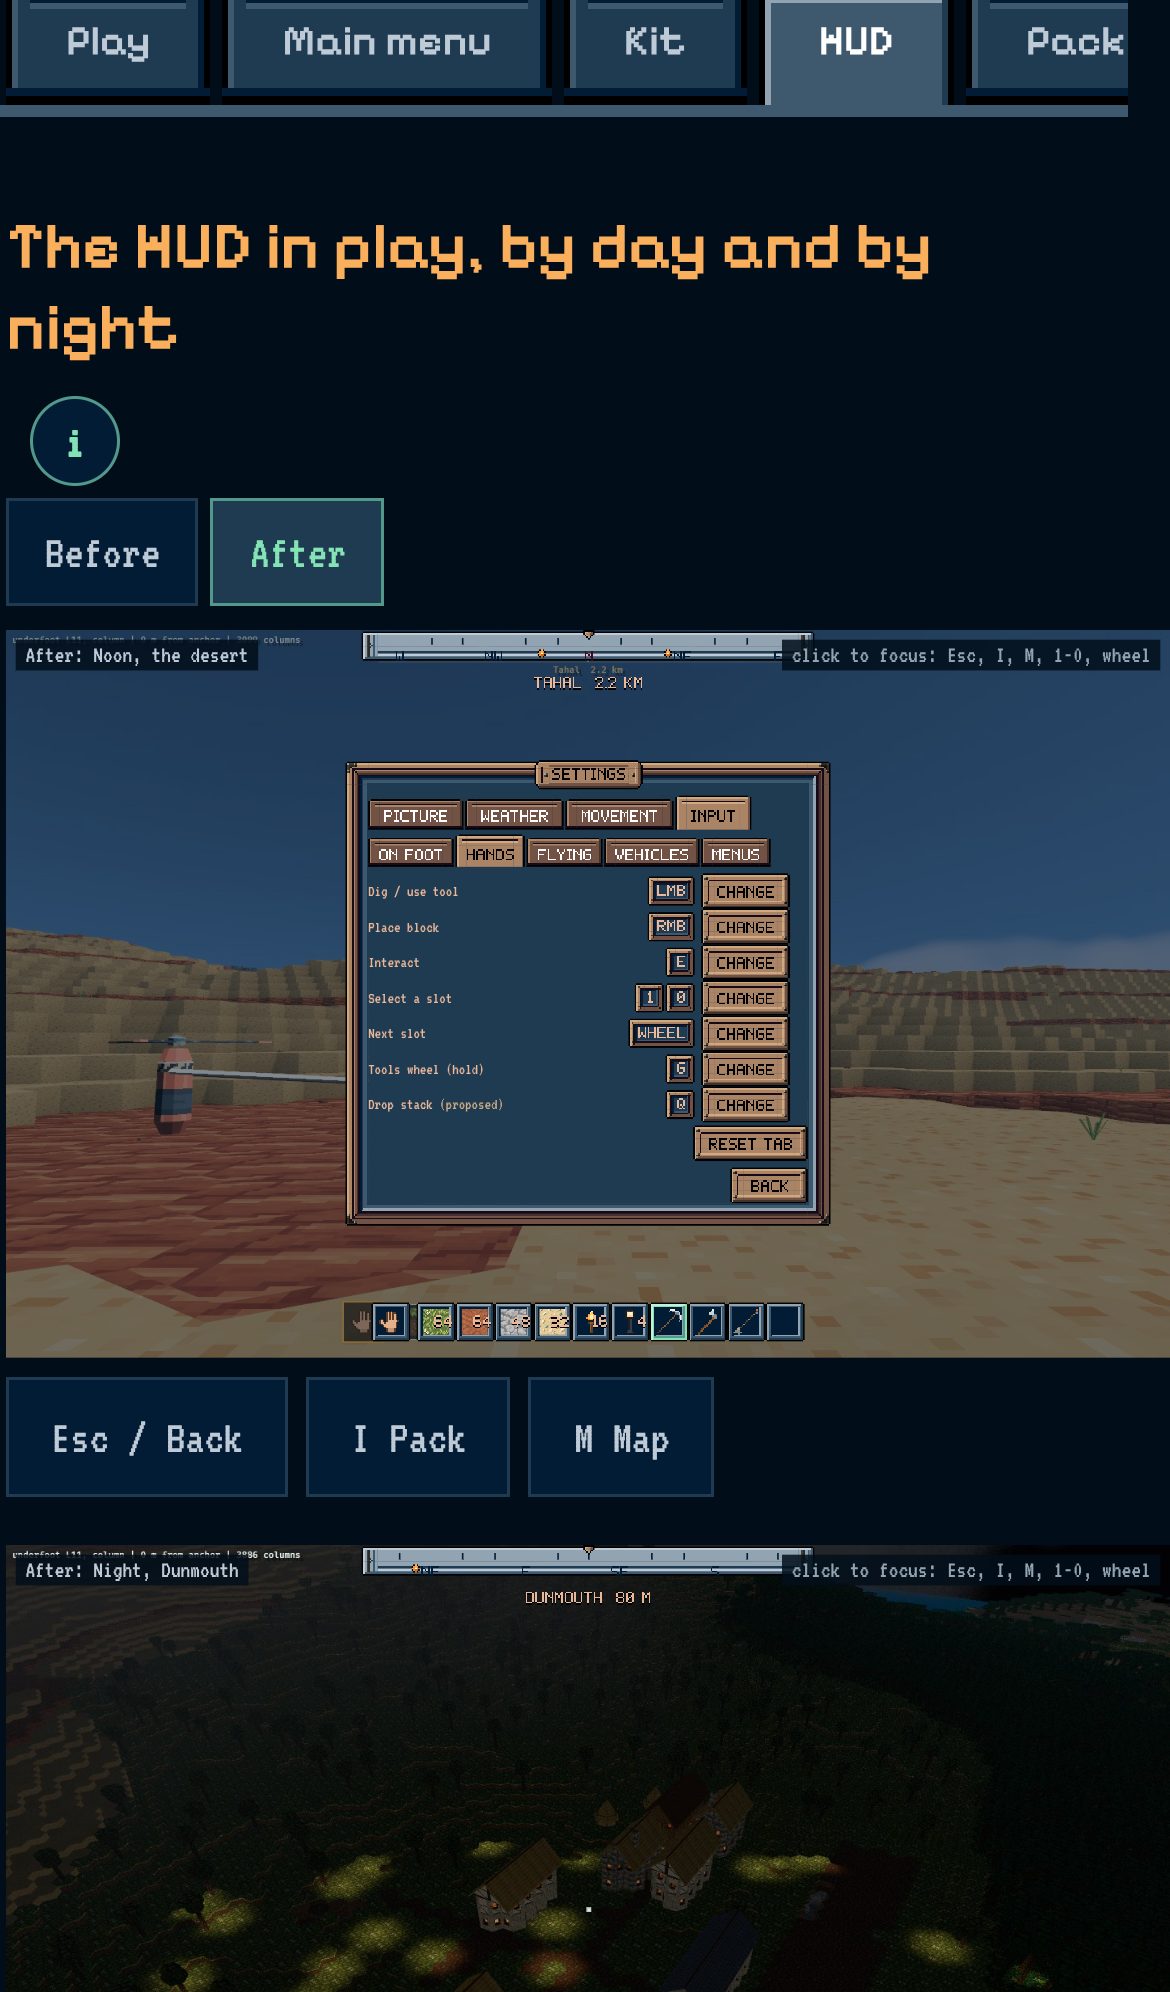 Play Main menu Kit HUD Pack
The HUD in play, by day and by
night
i
Before After
After: Noon, the desert
click to focus: Esc, I, M, 1-0, wheel
Tahal 2.2 km
TAHAL 2.2 KM
SETTINGS
PICTURE WEATHER MOVEMENT INPUT
ON FOOT HANDS FLYING VEHICLES MENUS
Dig / use tool LMB CHANGE
Place block RMB CHANGE
Interact E CHANGE
Select a slot 1 0 CHANGE
Next slot WHEEL CHANGE
Tools wheel (hold) G CHANGE
Drop stack (proposed) Q CHANGE
RESET TAB
BACK
64 64 48 32 16 4
Esc / Back I Pack M Map
After: Night, Dunmouth
click to focus: Esc, I, M, 1-0, wheel
DUNMOUTH 80 M